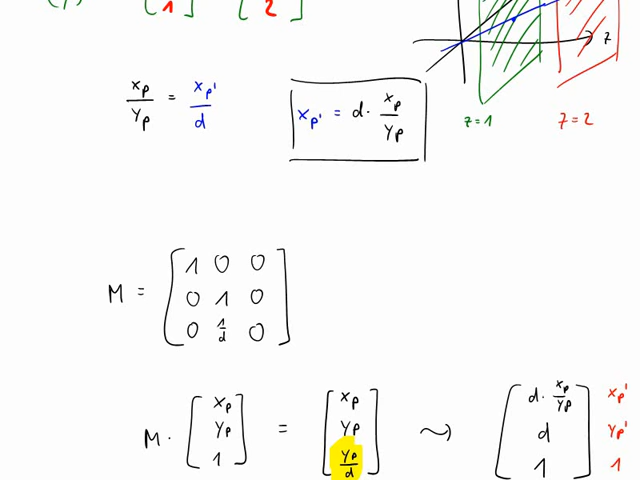 1 2
z
x_p / y_p = x_p' / d
x_p' = d · x_p / y_p
z=1 z=2
M = [ 1 0 0
0 1 0
0 1/d 0 ]
M · [ x_p y_p 1 ] = [ x_p y_p y_p/d ] ⤳ [ d · x_p/y_p d 1 ] x_p' y_p' 1